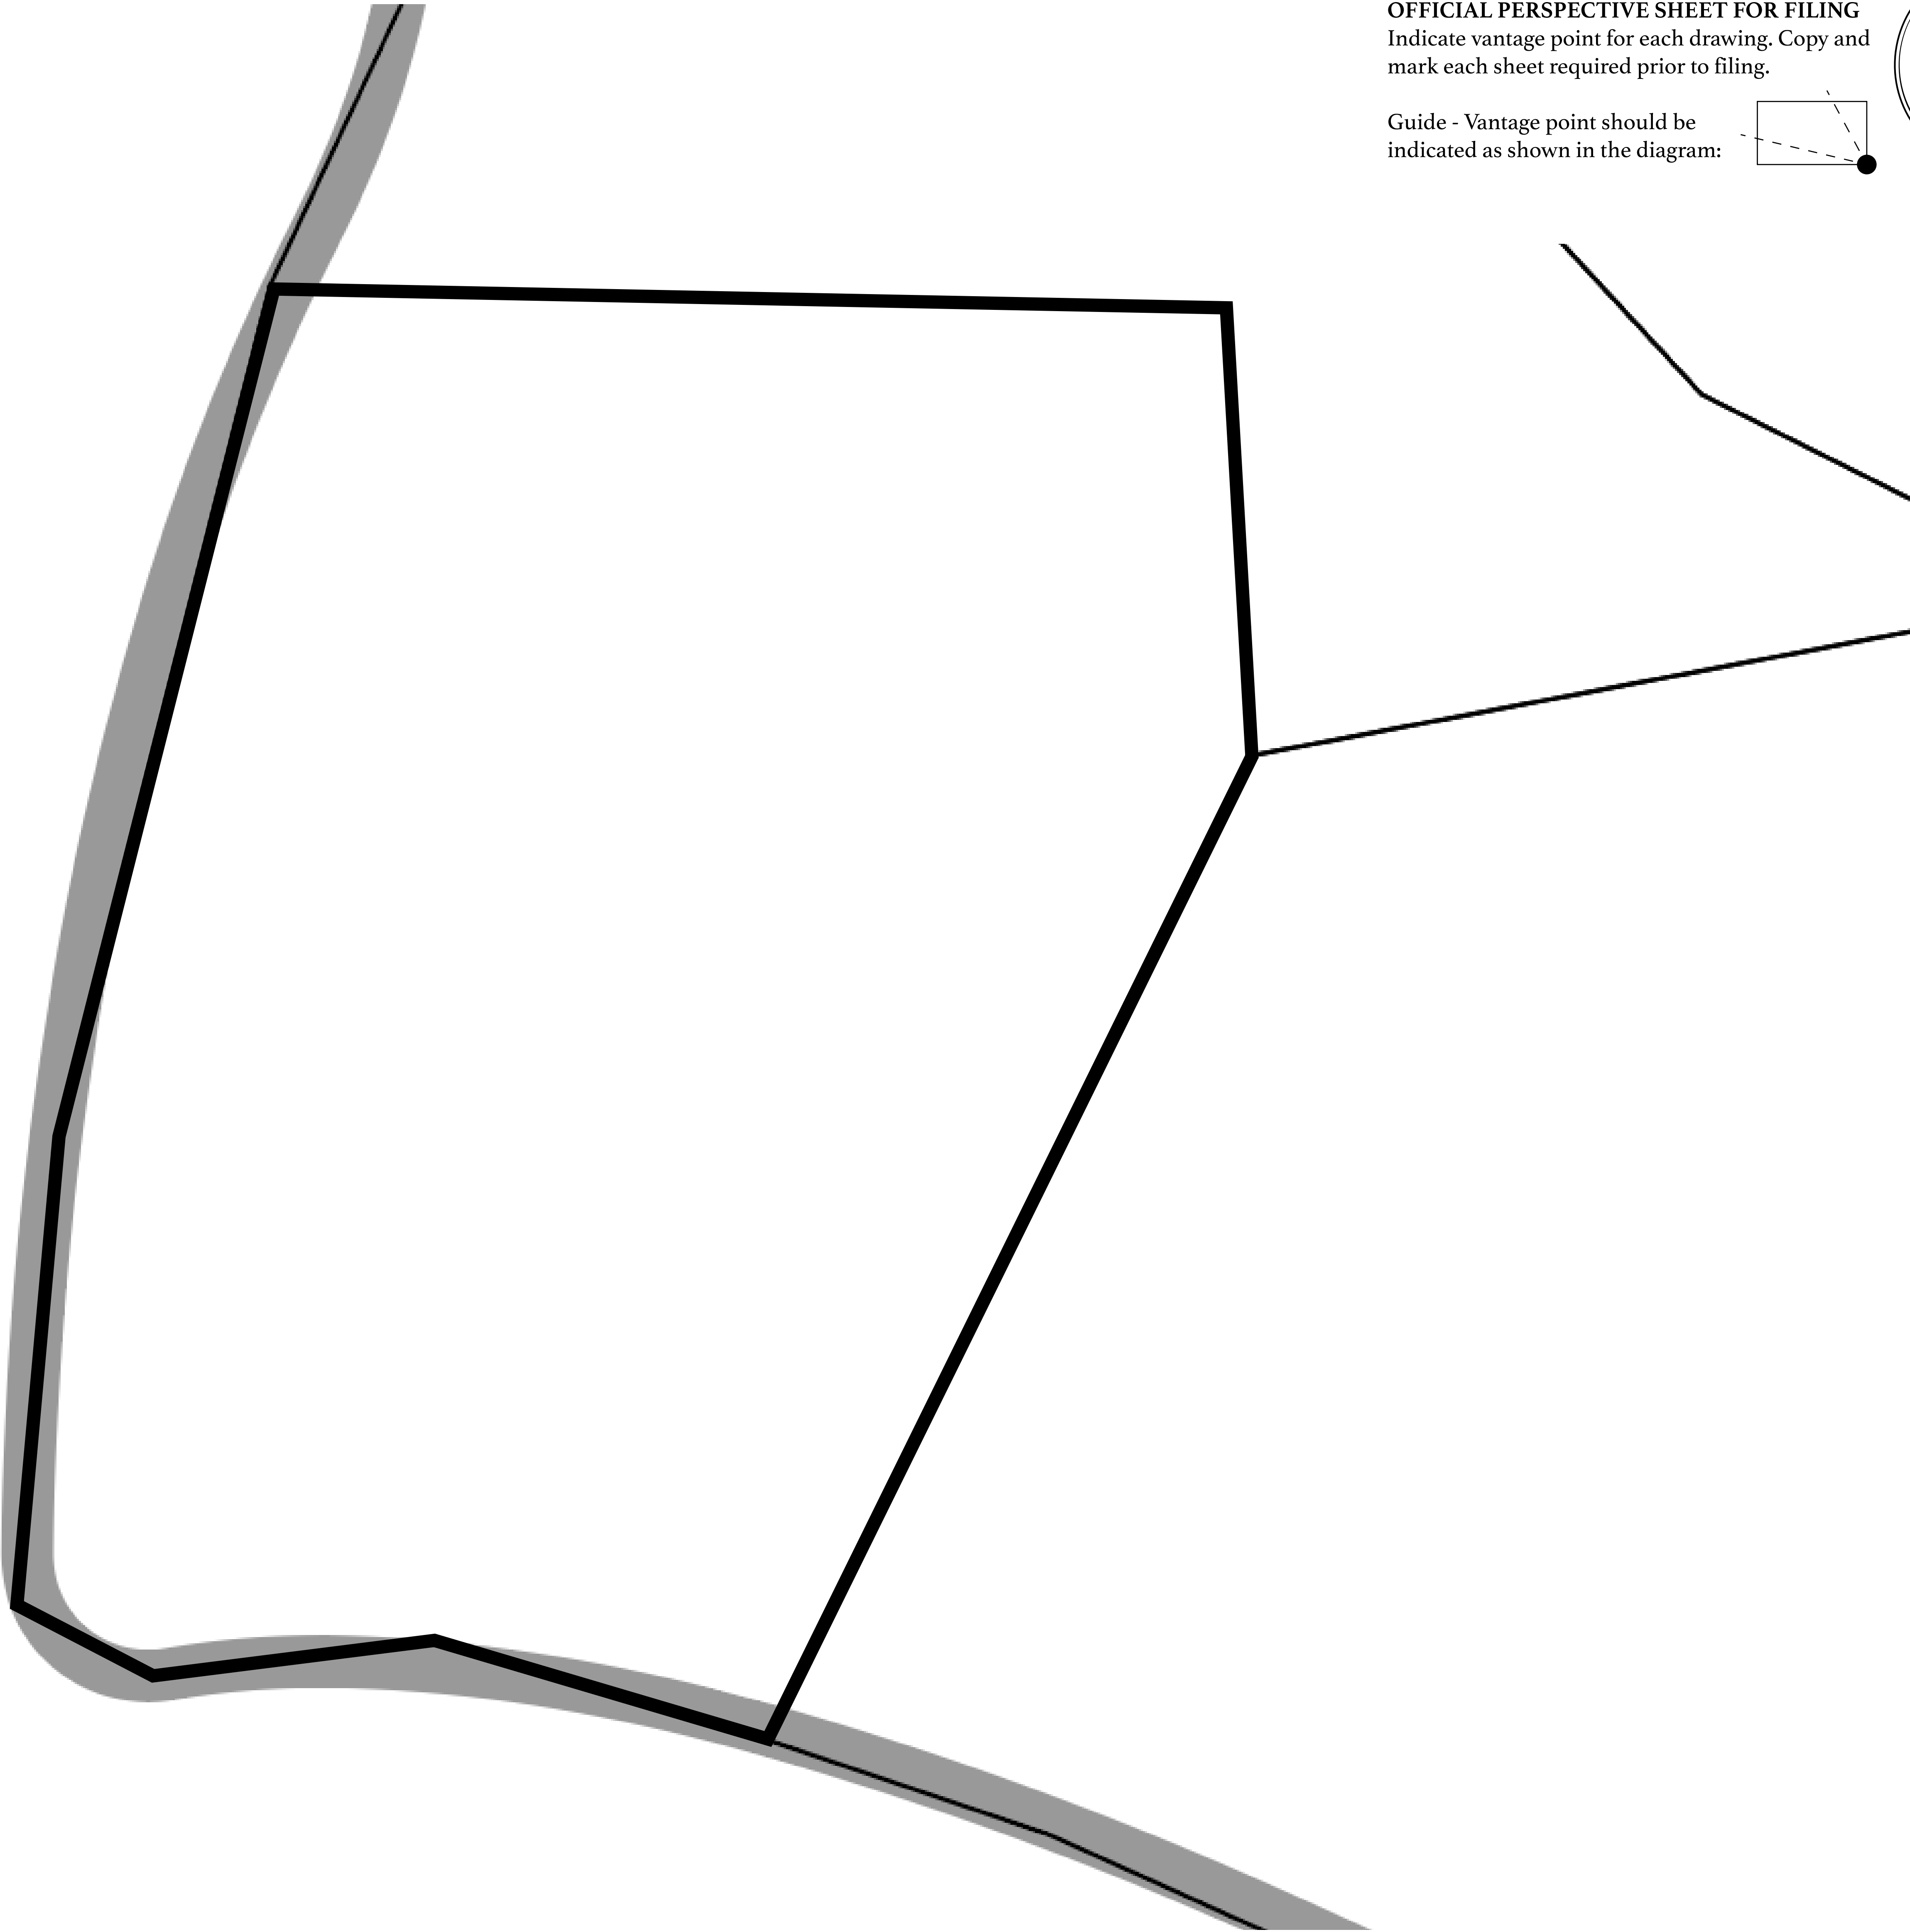 OFFICIAL PERSPECTIVE SHEET FOR FILING
Indicate vantage point for each drawing. Copy and
mark each sheet required prior to filing.
Guide - Vantage point should be
indicated as shown in the diagram: